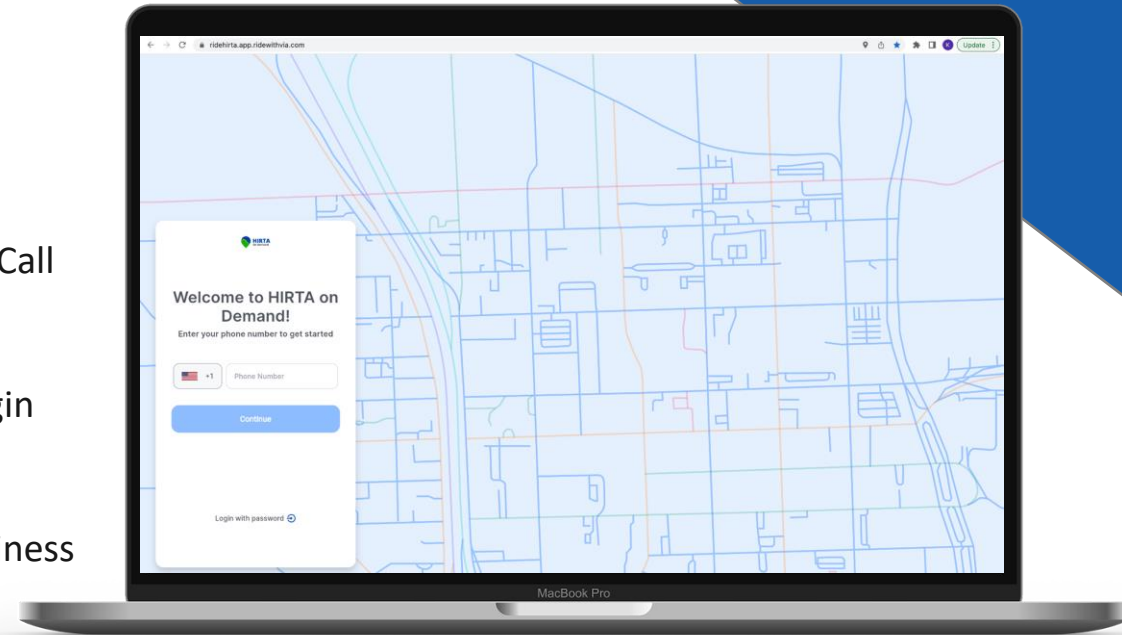 ridehirta.app.ridewithvia.com
K
Update
Call
gin
iness
HIRTA
Welcome to HIRTA on
Demand!
Enter your phone number to get started
+1
Phone Number
Continue
Login with password
MacBook Pro